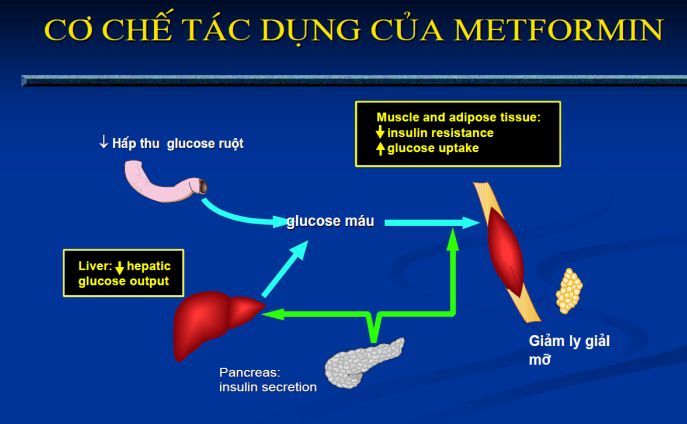 CƠ CHẾ TÁC DỤNG CỦA METFORMIN
Muscle and adipose tissue:
↓ insulin resistance
↑ glucose uptake
↓ Hấp thu glucose ruột
glucose máu
Liver: ↓ hepatic
glucose output
Giảm ly giải
mỡ
Pancreas:
insulin secretion